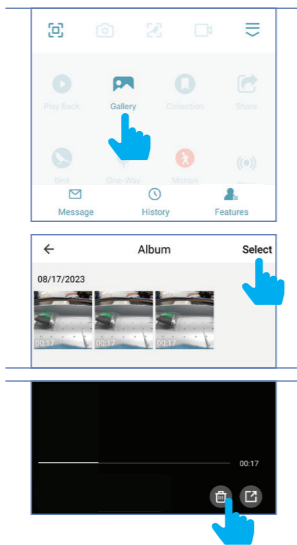 Play Back Gallery Collection Share
Bird One-Way Motion
Message History Features
Album Select
08/17/2023
00:17 00:17 00:17
00:17